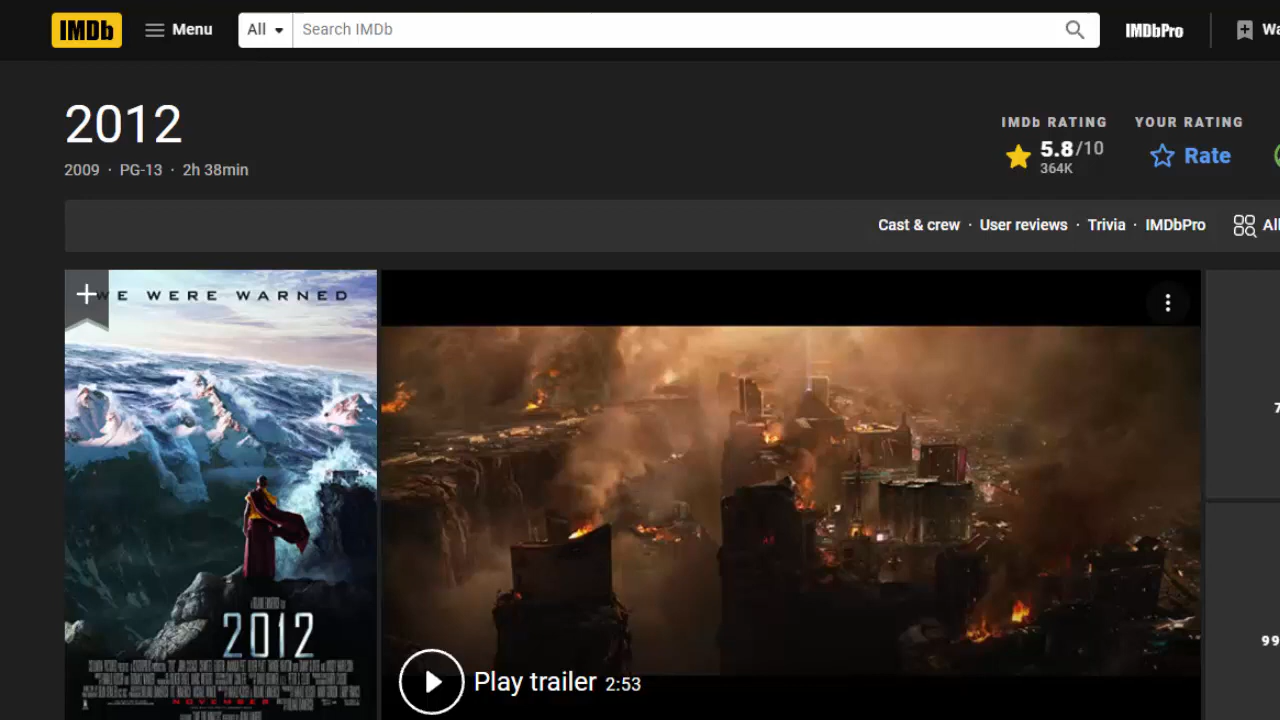 IMDb Menu All Search IMDb IMDbPro
2012
2009 · PG-13 · 2h 38min
IMDb RATING
5.8/10
364K
YOUR RATING
Rate
Cast & crew · User reviews · Trivia · IMDbPro
WE WERE WARNED
2012
NOVEMBER
Play trailer 2:53
99